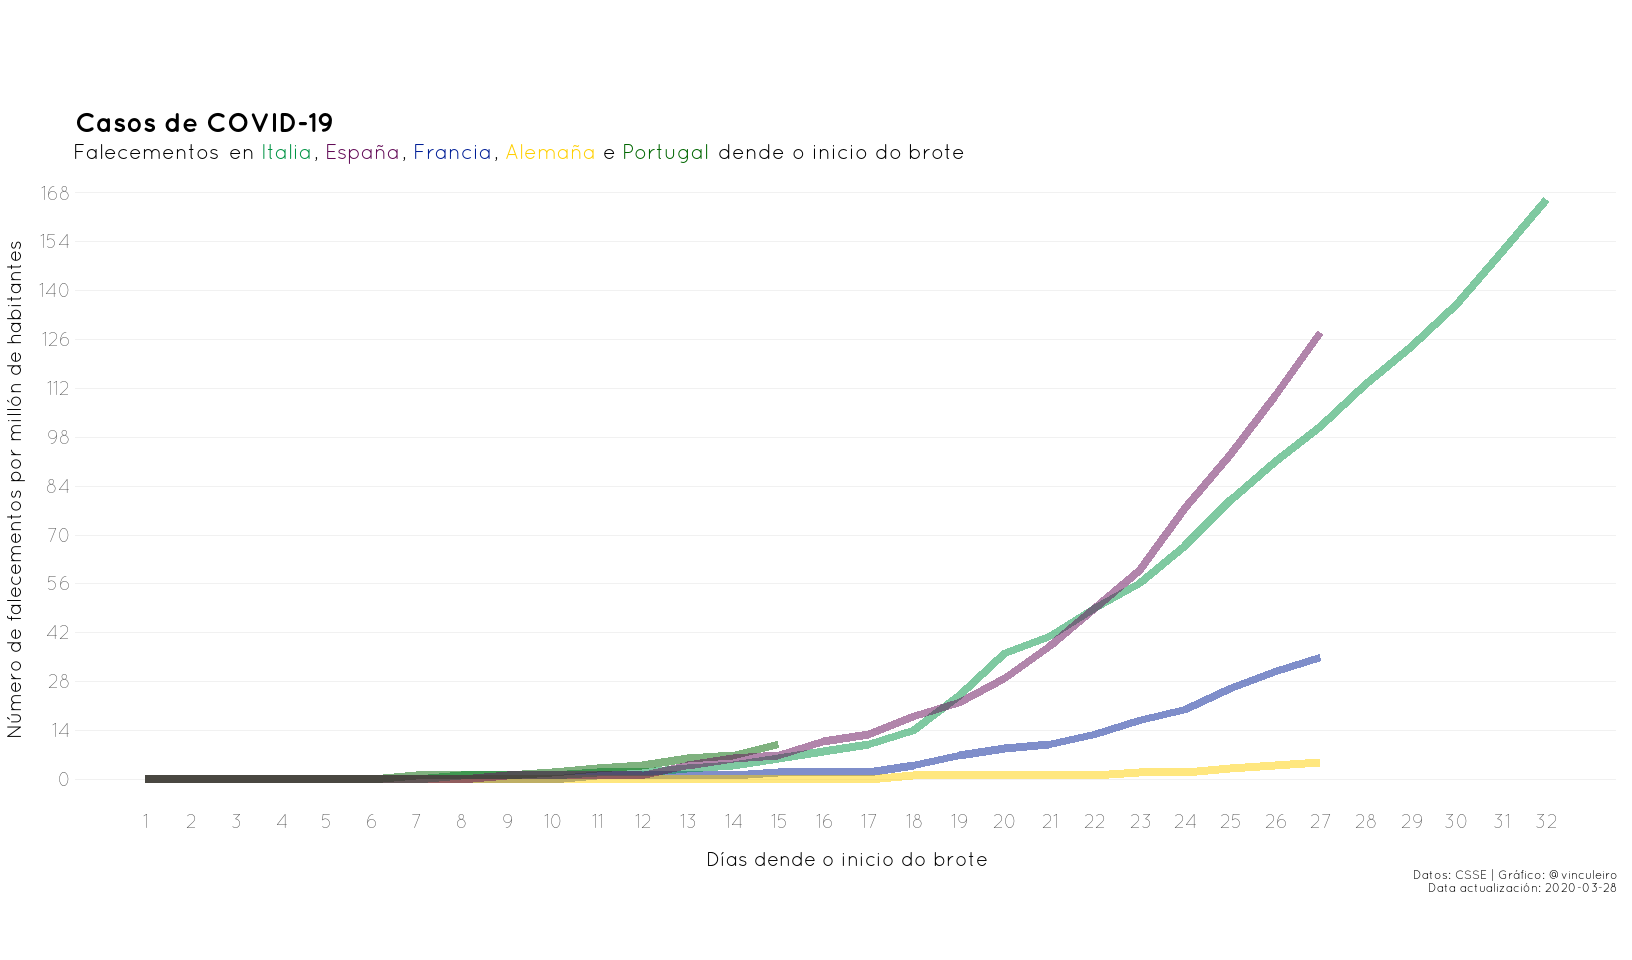 Casos de COVID-19
Falecementos en Italia, España, Francia, Alemaña e Portugal dende o inicio do brote
Número de falecementos por millón de habitantes
168
154
140
126
112
98
84
70
56
42
28
14
0
1 2 3 4 5 6 7 8 9 10 11 12 13 14 15 16 17 18 19 20 21 22 23 24 25 26 27 28 29 30 31 32
Días dende o inicio do brote
Datos: CSSE | Gráfico: @vinculeiro
Data actualización: 2020-03-28